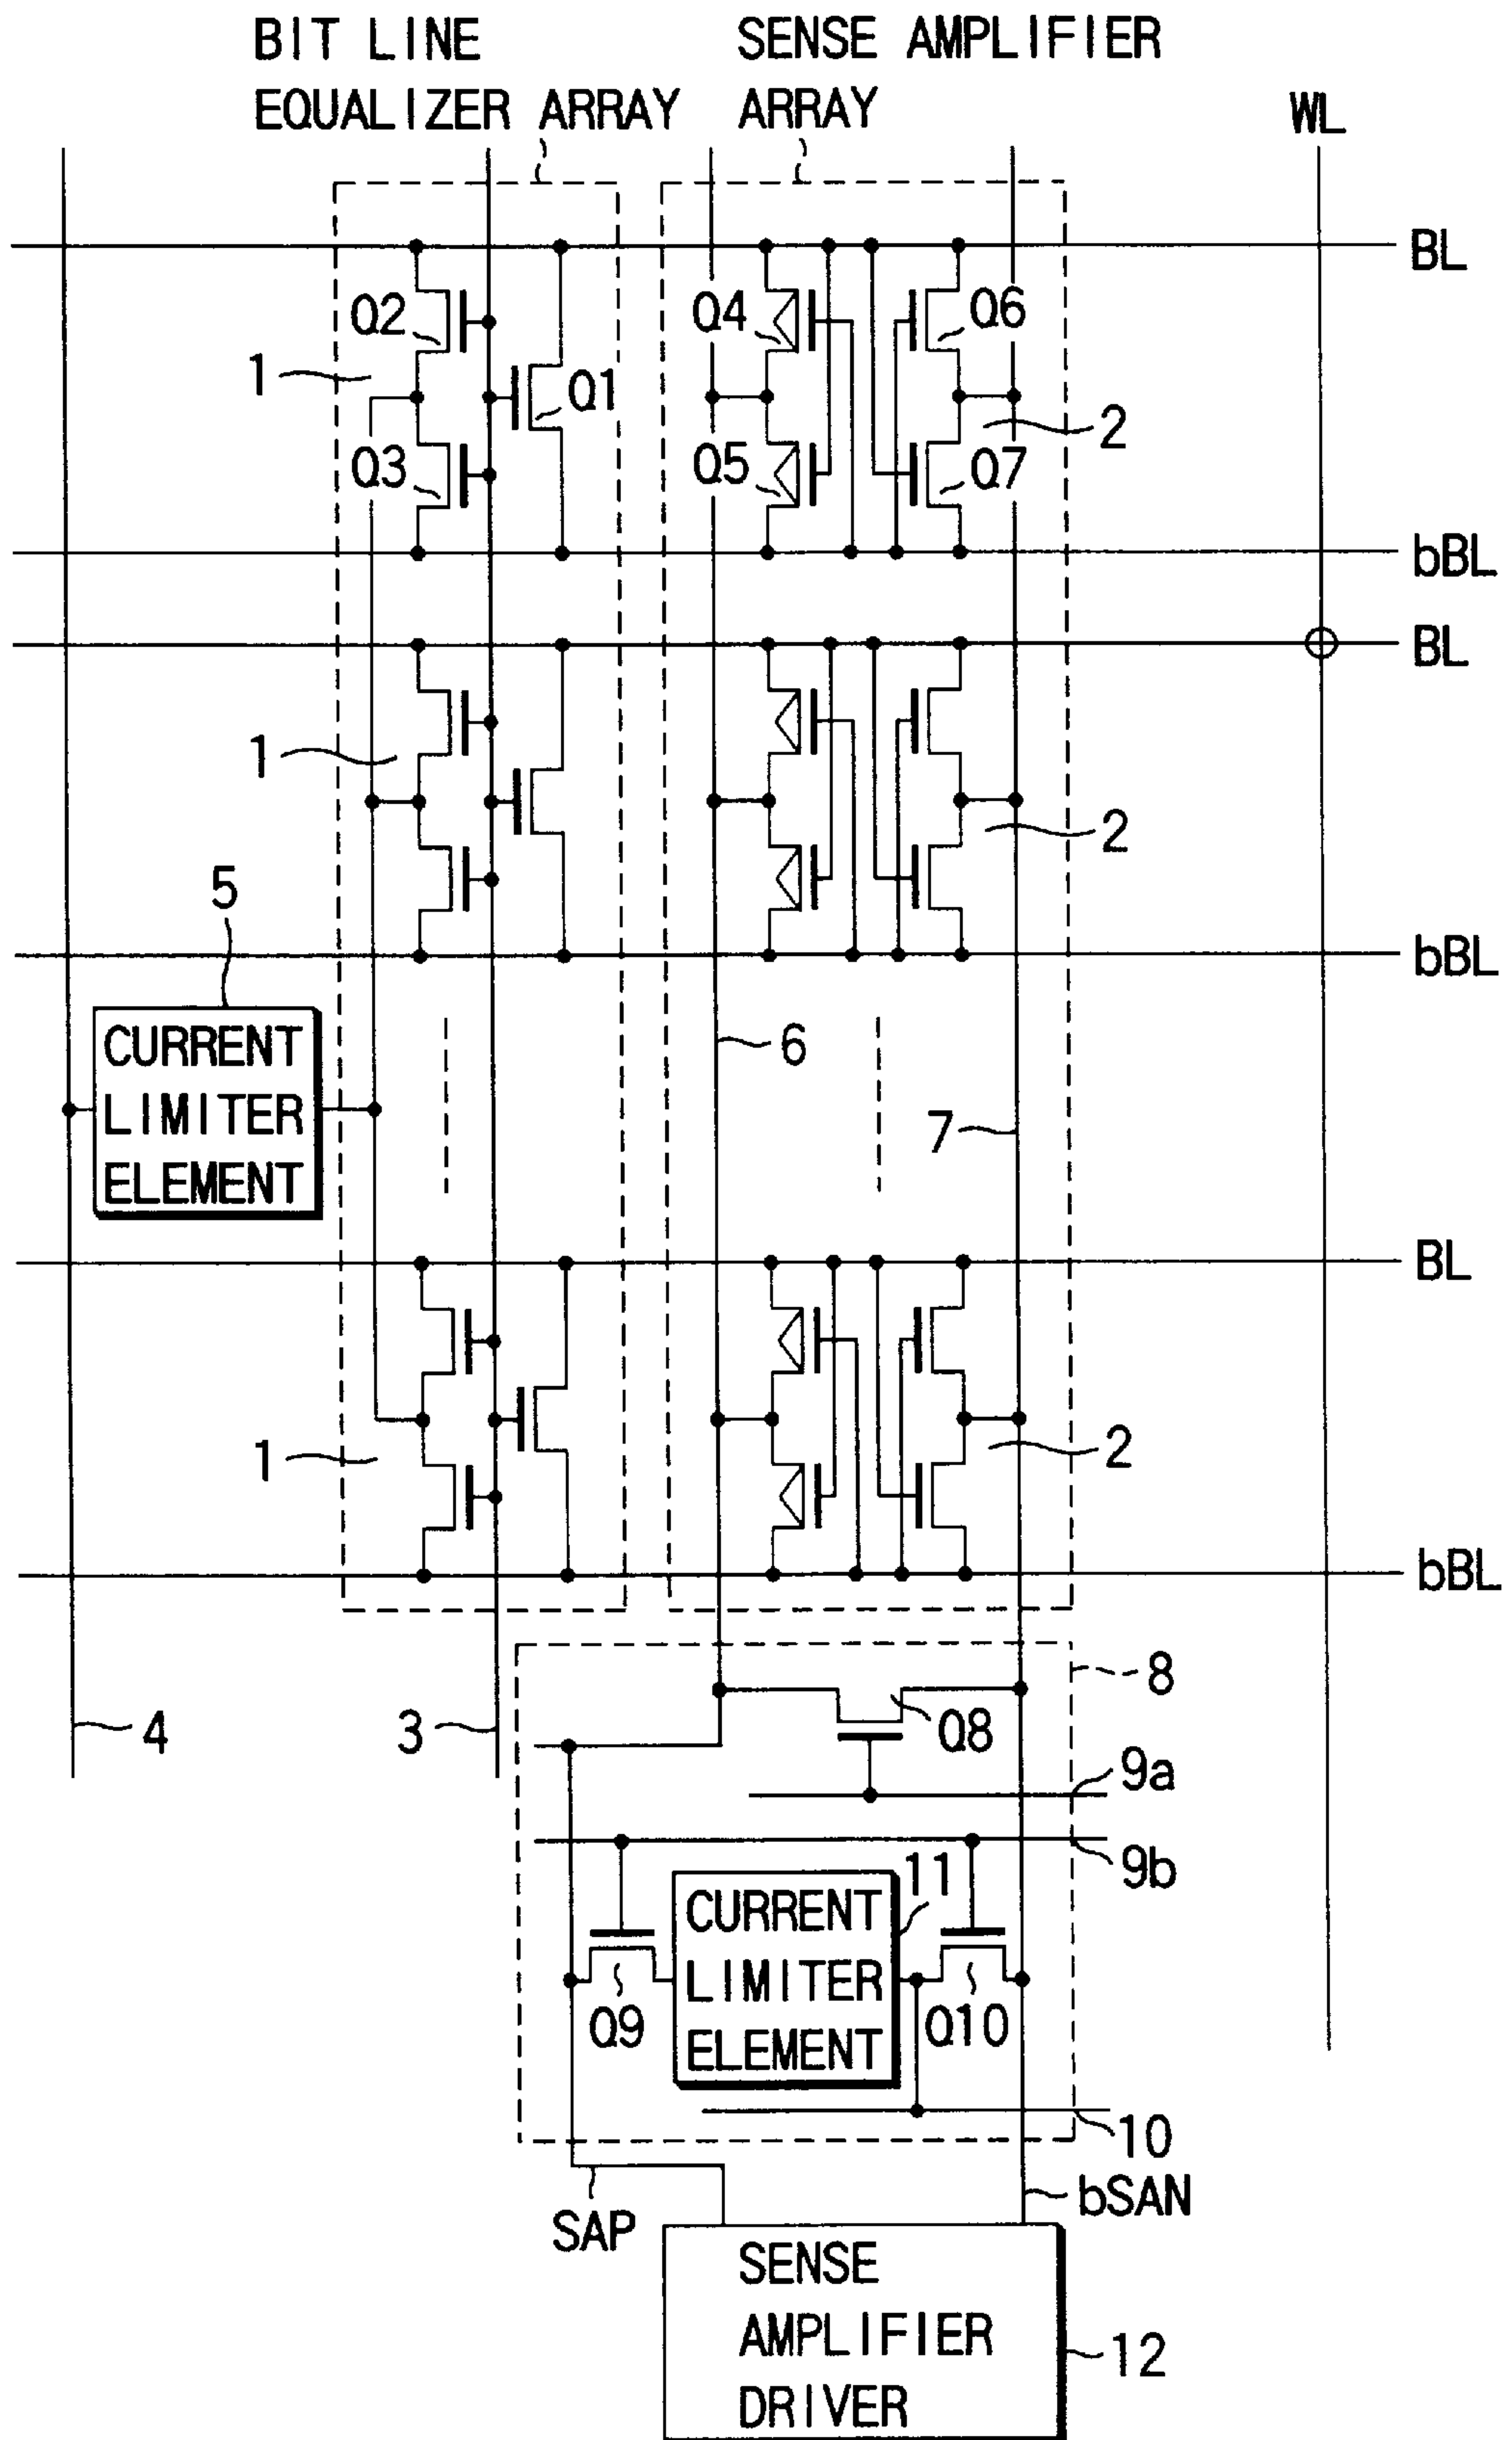 BIT LINE
EQUALIZER ARRAY
SENSE AMPLIFIER
ARRAY
WL
BL
Q2
Q4
Q6
1
Q1
2
Q3
Q5
Q7
bBL
BL
1
2
5
bBL
CURRENT
LIMITER
ELEMENT
6
7
BL
1
2
bBL
8
4
3
Q8
9a
9b
11
CURRENT
LIMITER
ELEMENT
Q9
Q10
10
SAP
bSAN
SENSE
AMPLIFIER
DRIVER
12